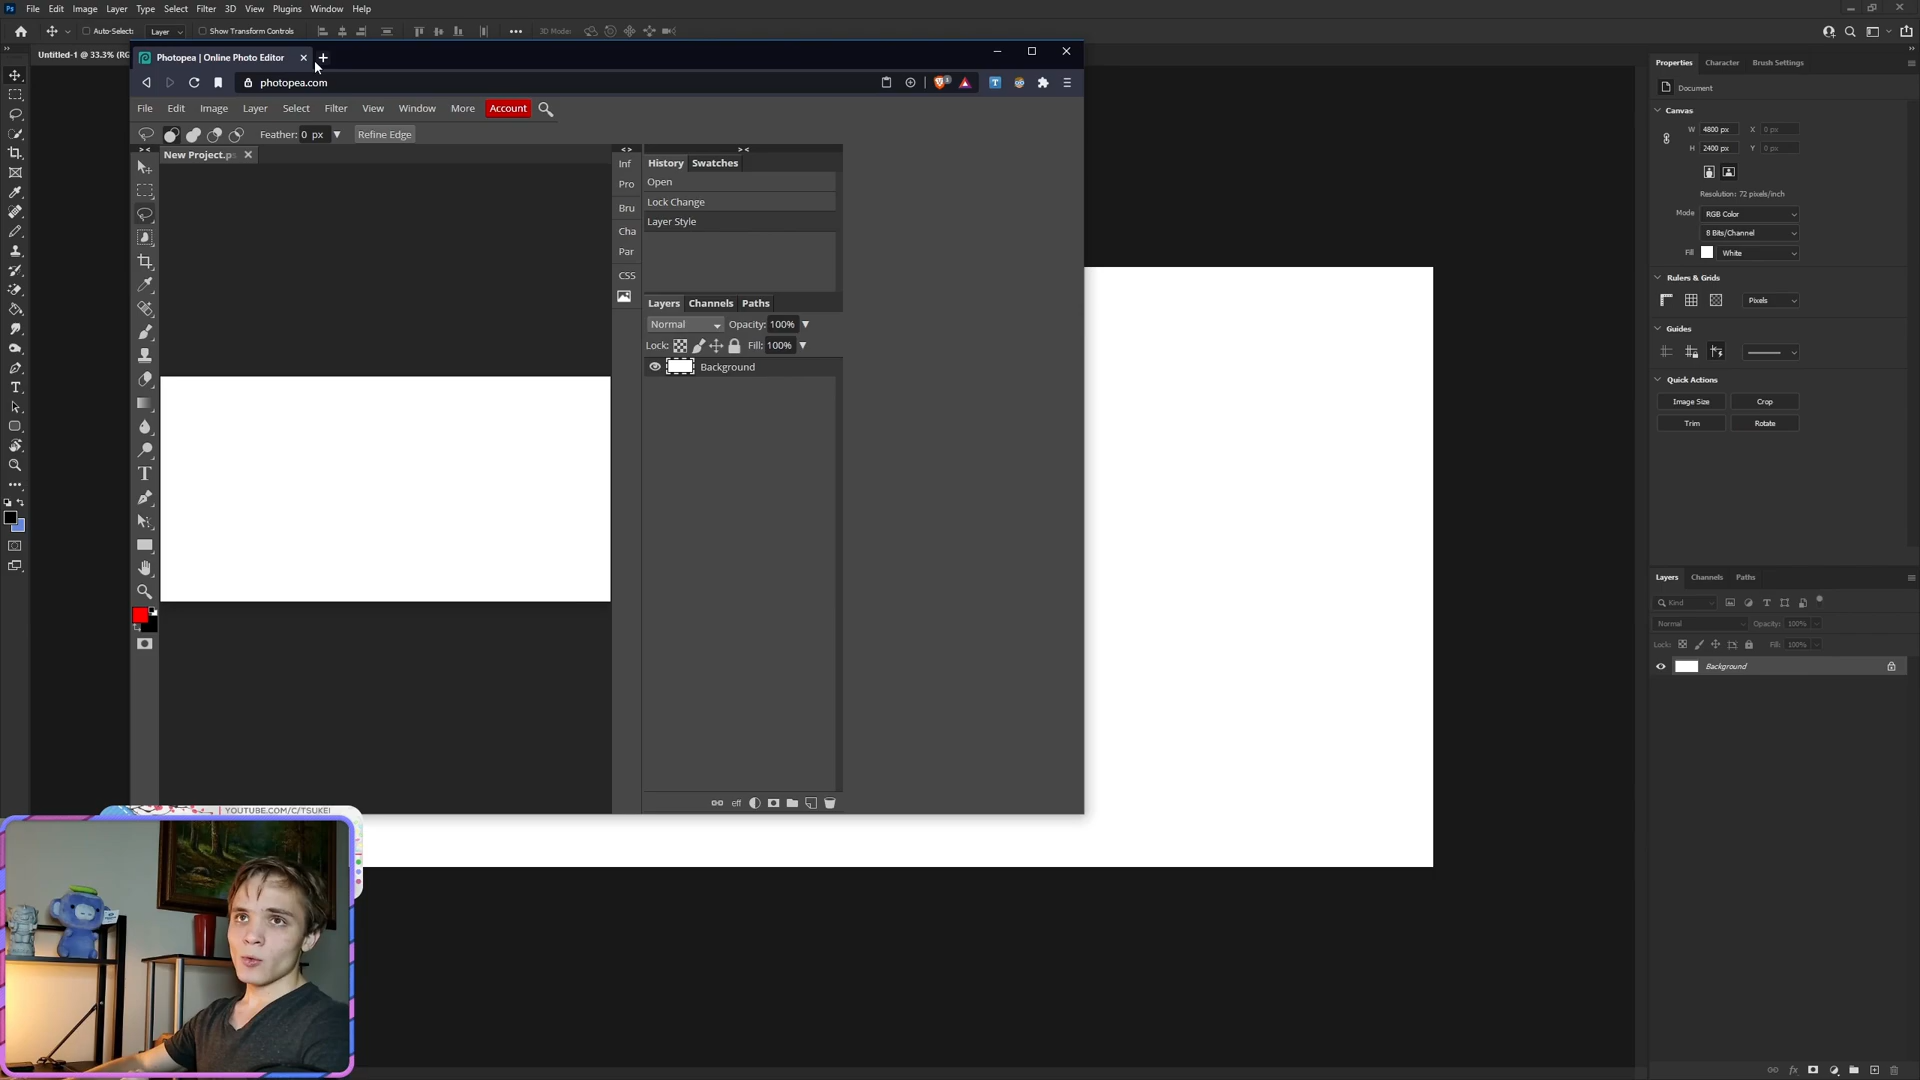 File Edit Image Layer Type Select Filter 3D View Plugins Window Help
Auto-Select: Layer Show Transform Controls 3D Mode:
Untitled-1 @ 33.3% (RG
Photopea | Online Photo Editor
photopea.com
File Edit Image Layer Select Filter View Window More Account
Feather: 0 px Refine Edge
New Project.ps
Inf
Pro
Bru
Cha
Par
CSS
History Swatches
Open
Lock Change
Layer Style
Layers Channels Paths
Normal Opacity: 100%
Lock: Fill: 100%
Background
eff
Properties Character Brush Settings
Document
Canvas
W 4800 px X 0 px
H 2400 px Y 0 px
Resolution: 72 pixels/inch
Mode RGB Color
8 Bits/Channel
Fill White
Rulers & Grids
Pixels
Guides
Quick Actions
Image Size Crop
Trim Rotate
Layers Channels Paths
Kind
Normal Opacity: 100%
Lock: Fill: 100%
Background
YOUTUBE.COM/C/TSUKEI